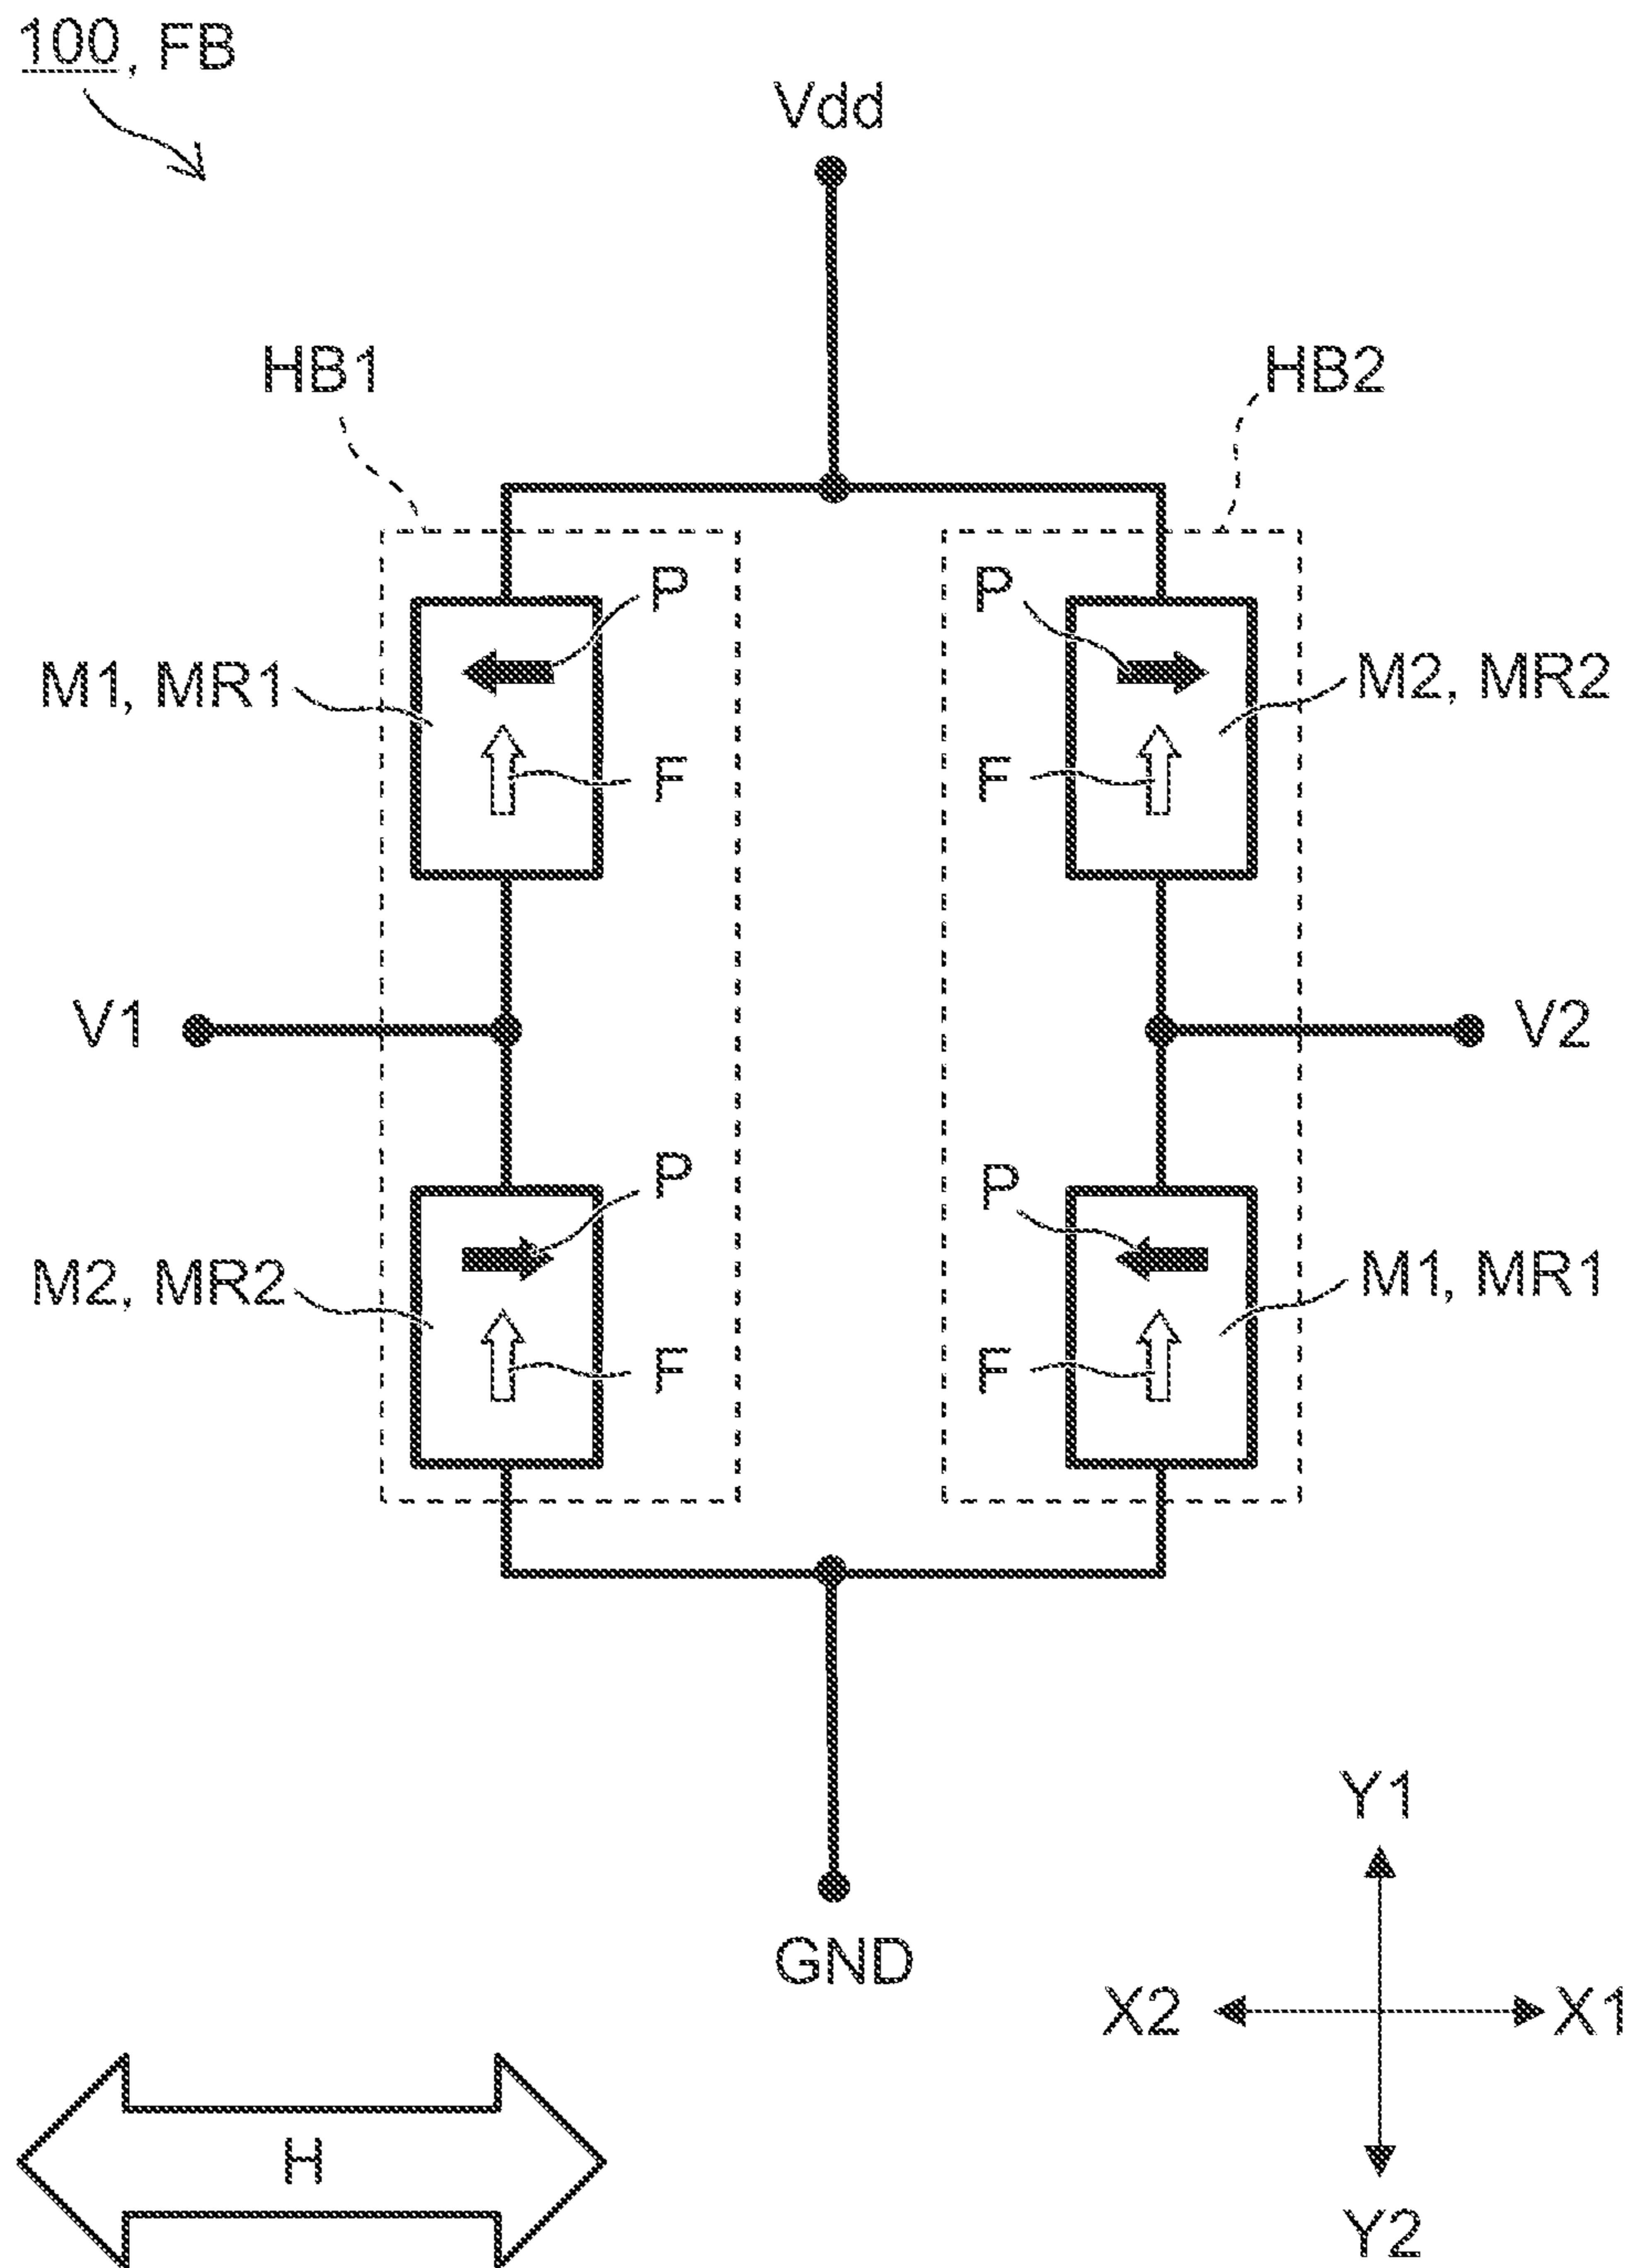 100, FB
Vdd
HB1
HB2
P
P
M1, MR1
M2, MR2
F
F
V1
V2
P
P
M2, MR2
M1, MR1
F
F
GND
Y1
X2
X1
H
Y2